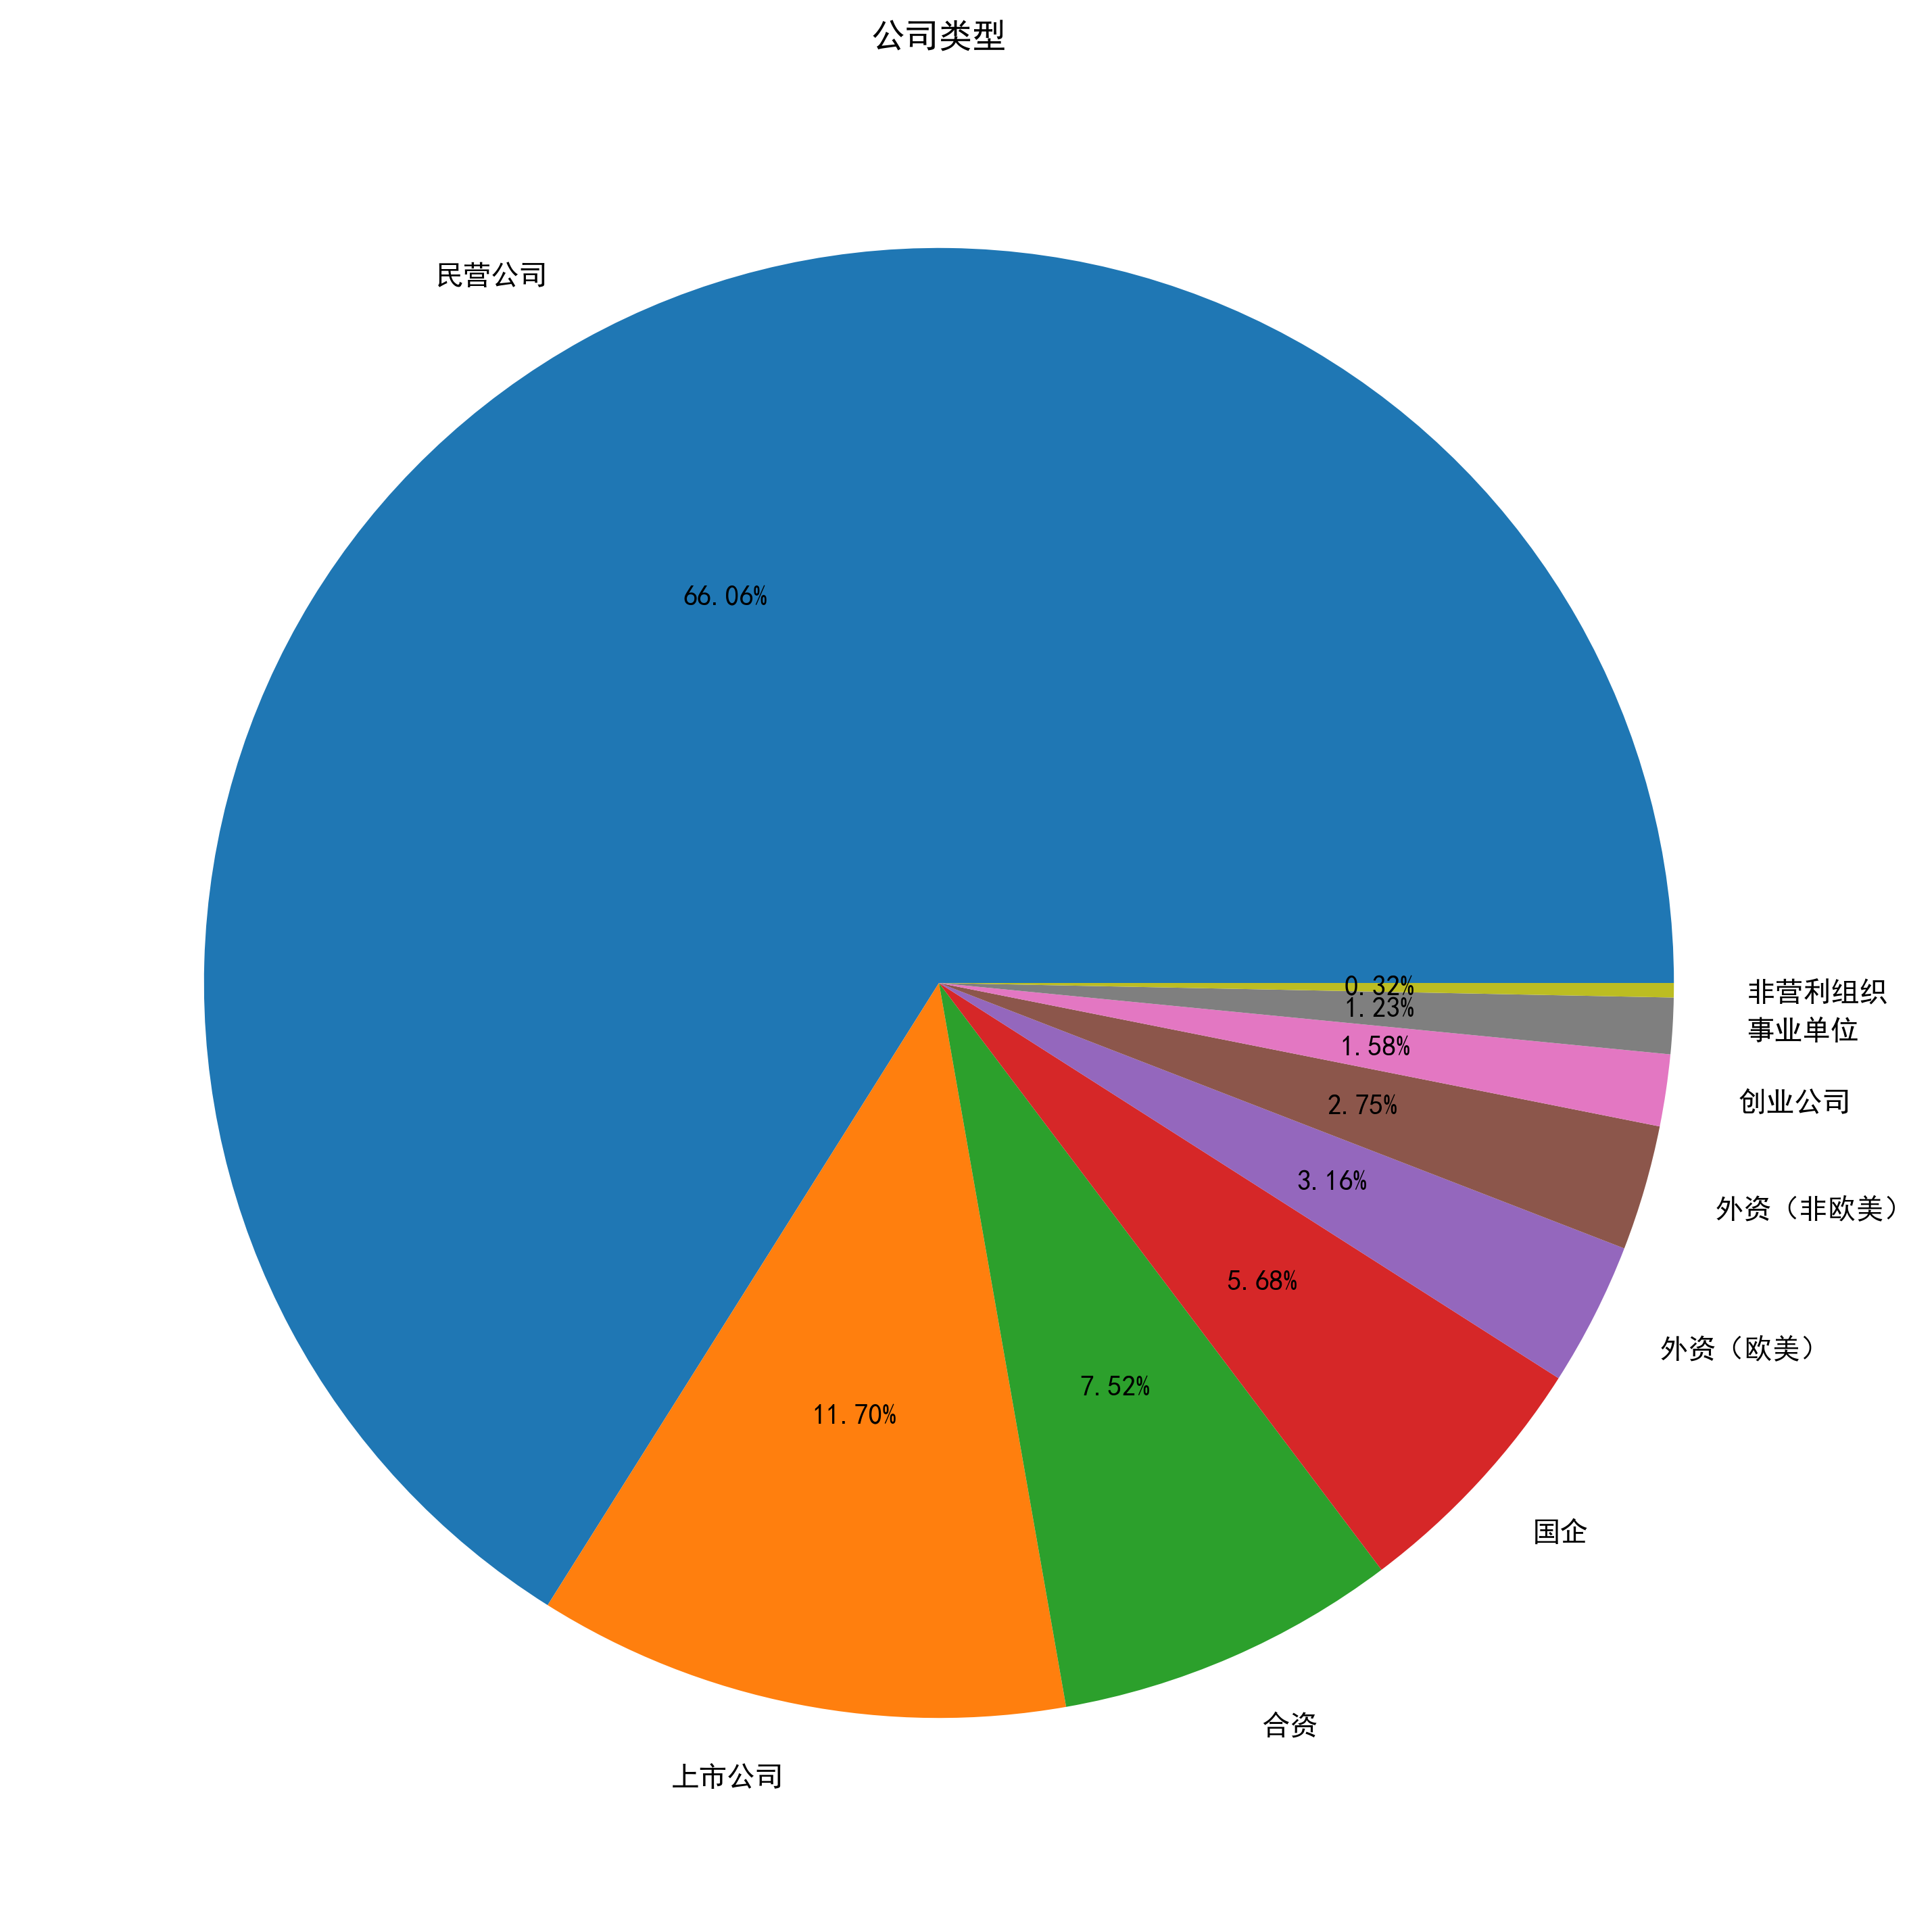 公司类型
民营公司
66.06%
0.32%
非营利组织
1.23%
事业单位
1.58%
创业公司
2.75%
外资（非欧美）
3.16%
外资（欧美）
5.68%
国企
7.52%
合资
11.70%
上市公司